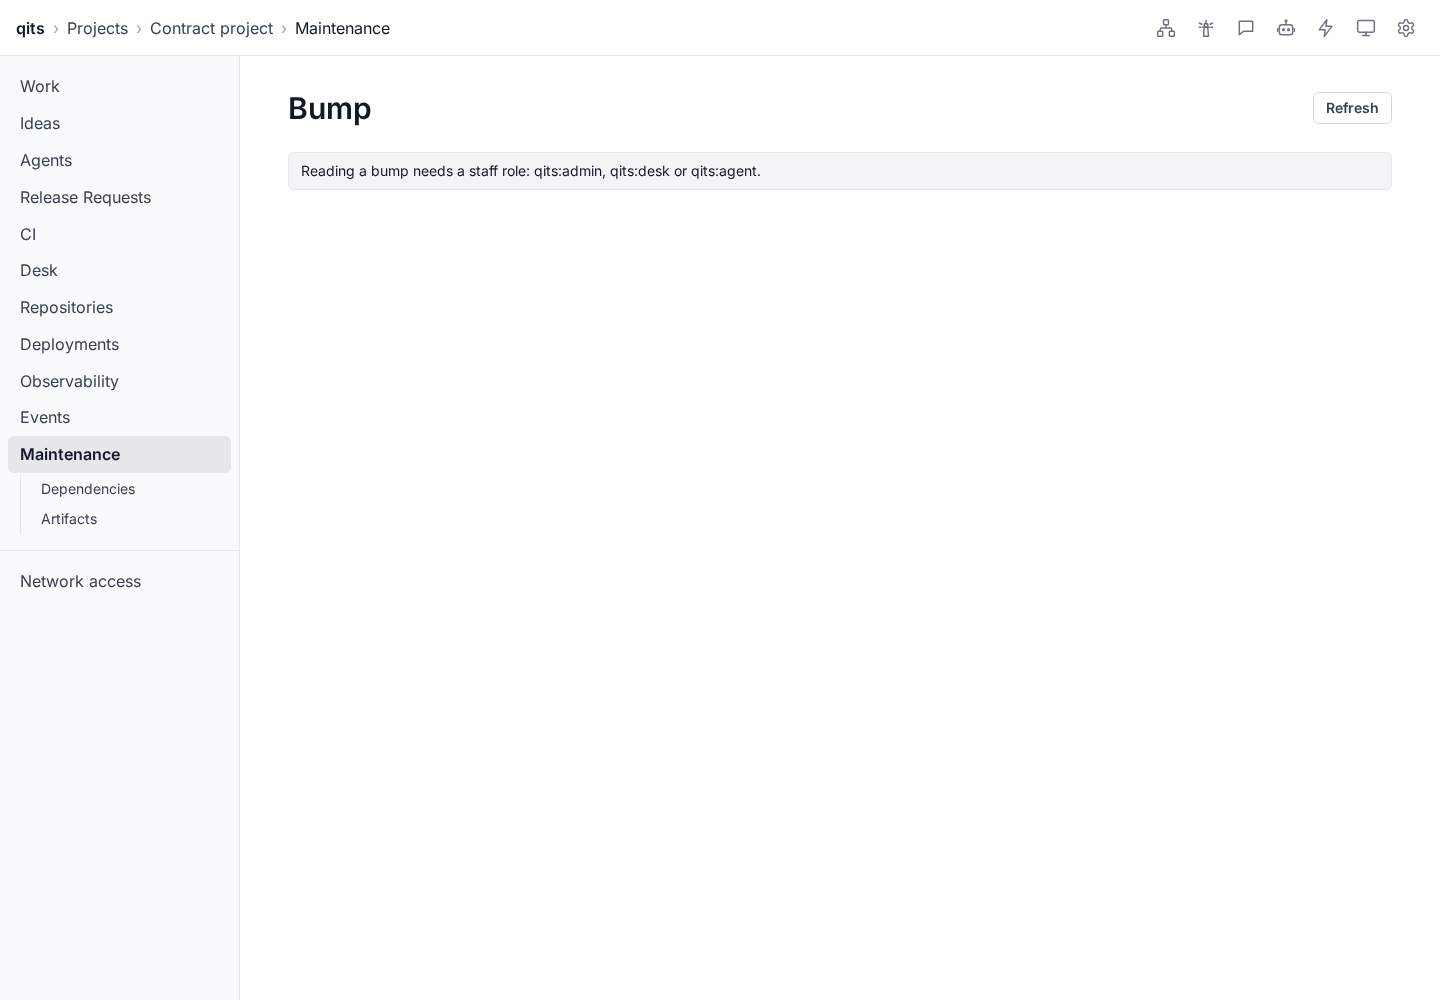 qits › Projects › Contract project › Maintenance
Work
Ideas
Agents
Release Requests
CI
Desk
Repositories
Deployments
Observability
Events
Maintenance
Dependencies
Artifacts
Network access
Bump
Refresh
Reading a bump needs a staff role: qits:admin, qits:desk or qits:agent.